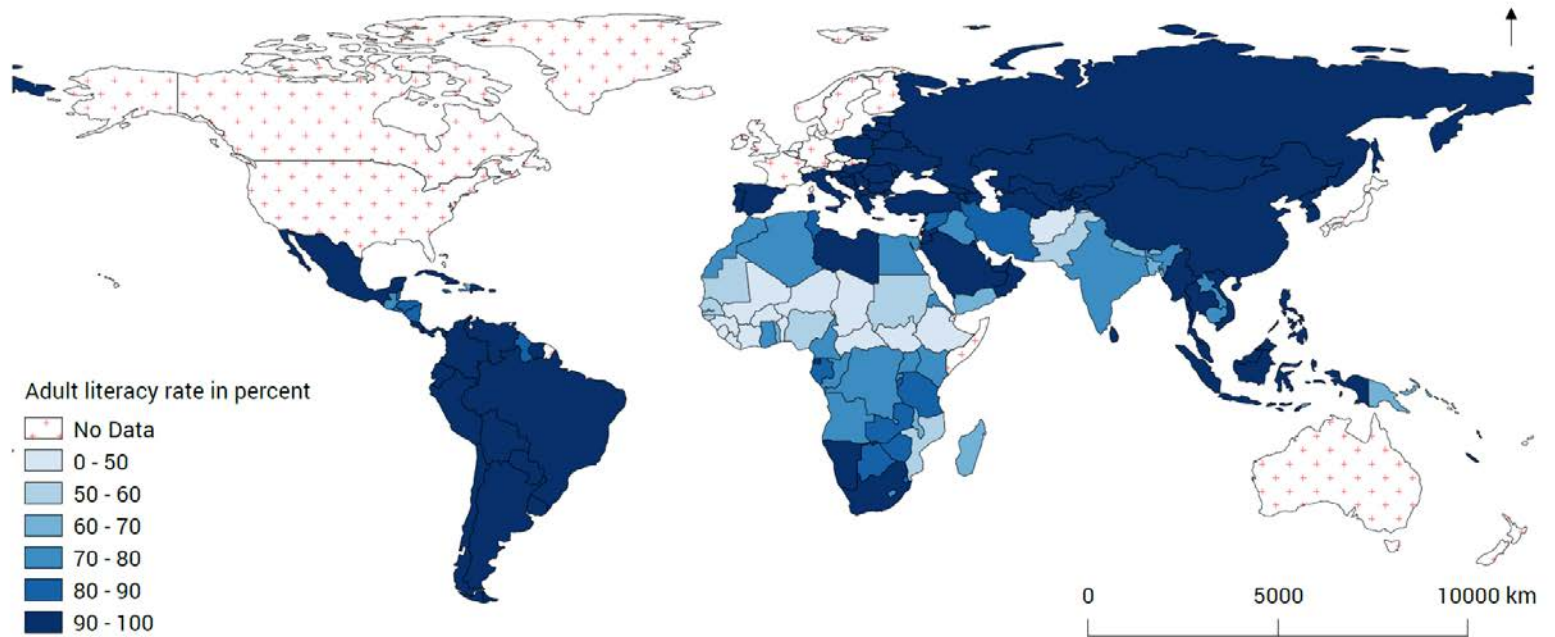 Adult literacy rate in percent
No Data
0 - 50
50 - 60
60 - 70
70 - 80
80 - 90
90 - 100
0 5000 10000 km